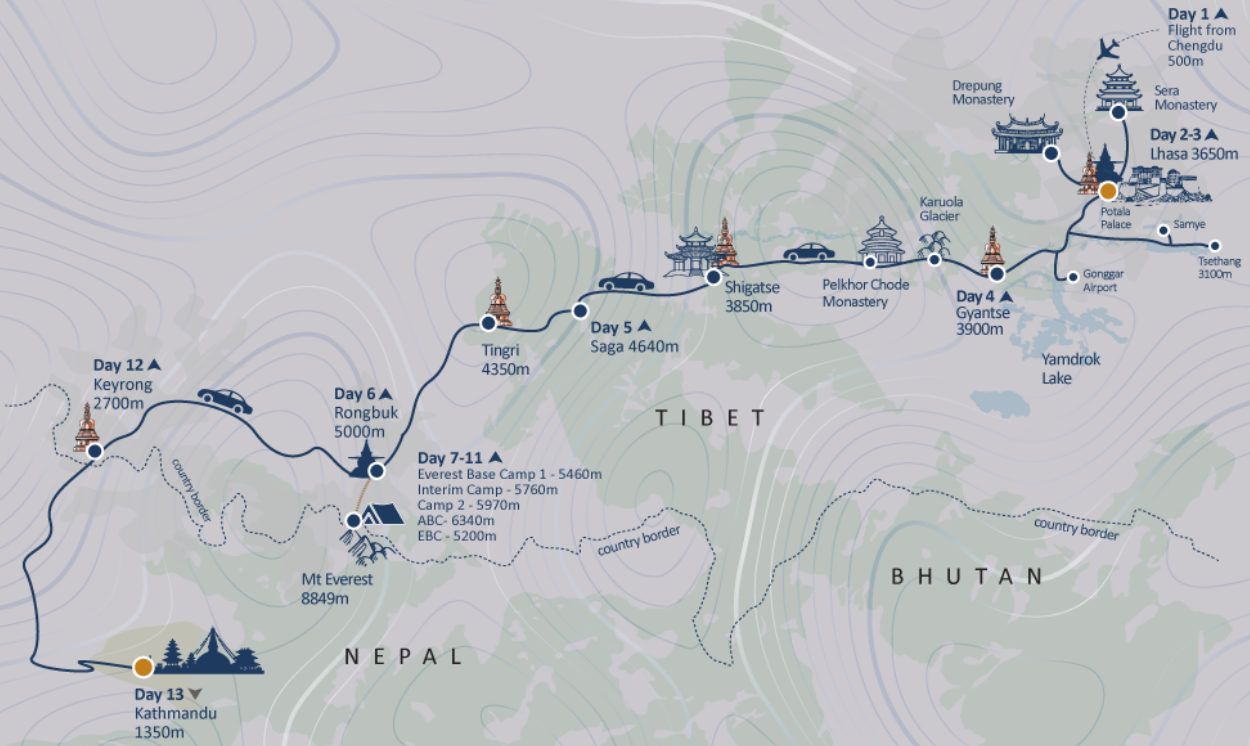 Day 1
Flight from
Chengdu
500m
Drepung
Monastery
Sera
Monastery
Day 2-3
Lhasa 3650m
Potala
Palace
Samye
Tsethang
3100m
Gonggar
Airport
Karuola
Glacier
Day 4
Gyantse
3900m
Yamdrok
Lake
Pelkhor Chode
Monastery
Shigatse
3850m
Day 5
Saga 4640m
Tingri
4350m
Day 12
Keyrong
2700m
Day 6
Rongbuk
5000m
TIBET
Day 7-11
Everest Base Camp 1 - 5460m
Interim Camp - 5760m
Camp 2 - 5970m
ABC- 6340m
EBC - 5200m
country border
country border
country border
Mt Everest
8849m
BHUTAN
NEPAL
Day 13
Kathmandu
1350m